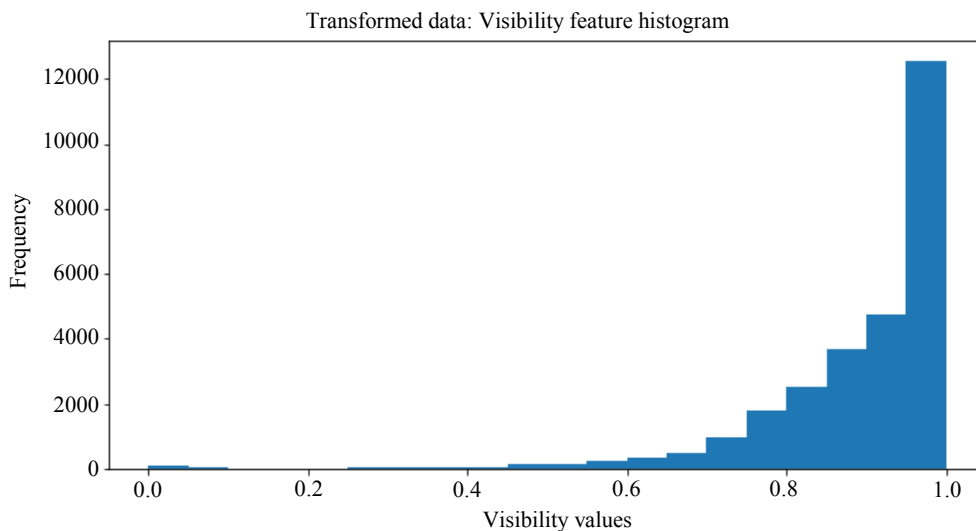 Transformed data: Visibility feature histogram
Frequency
12000
10000
8000
6000
4000
2000
0
0.0 0.2 0.4 0.6 0.8 1.0
Visibility values